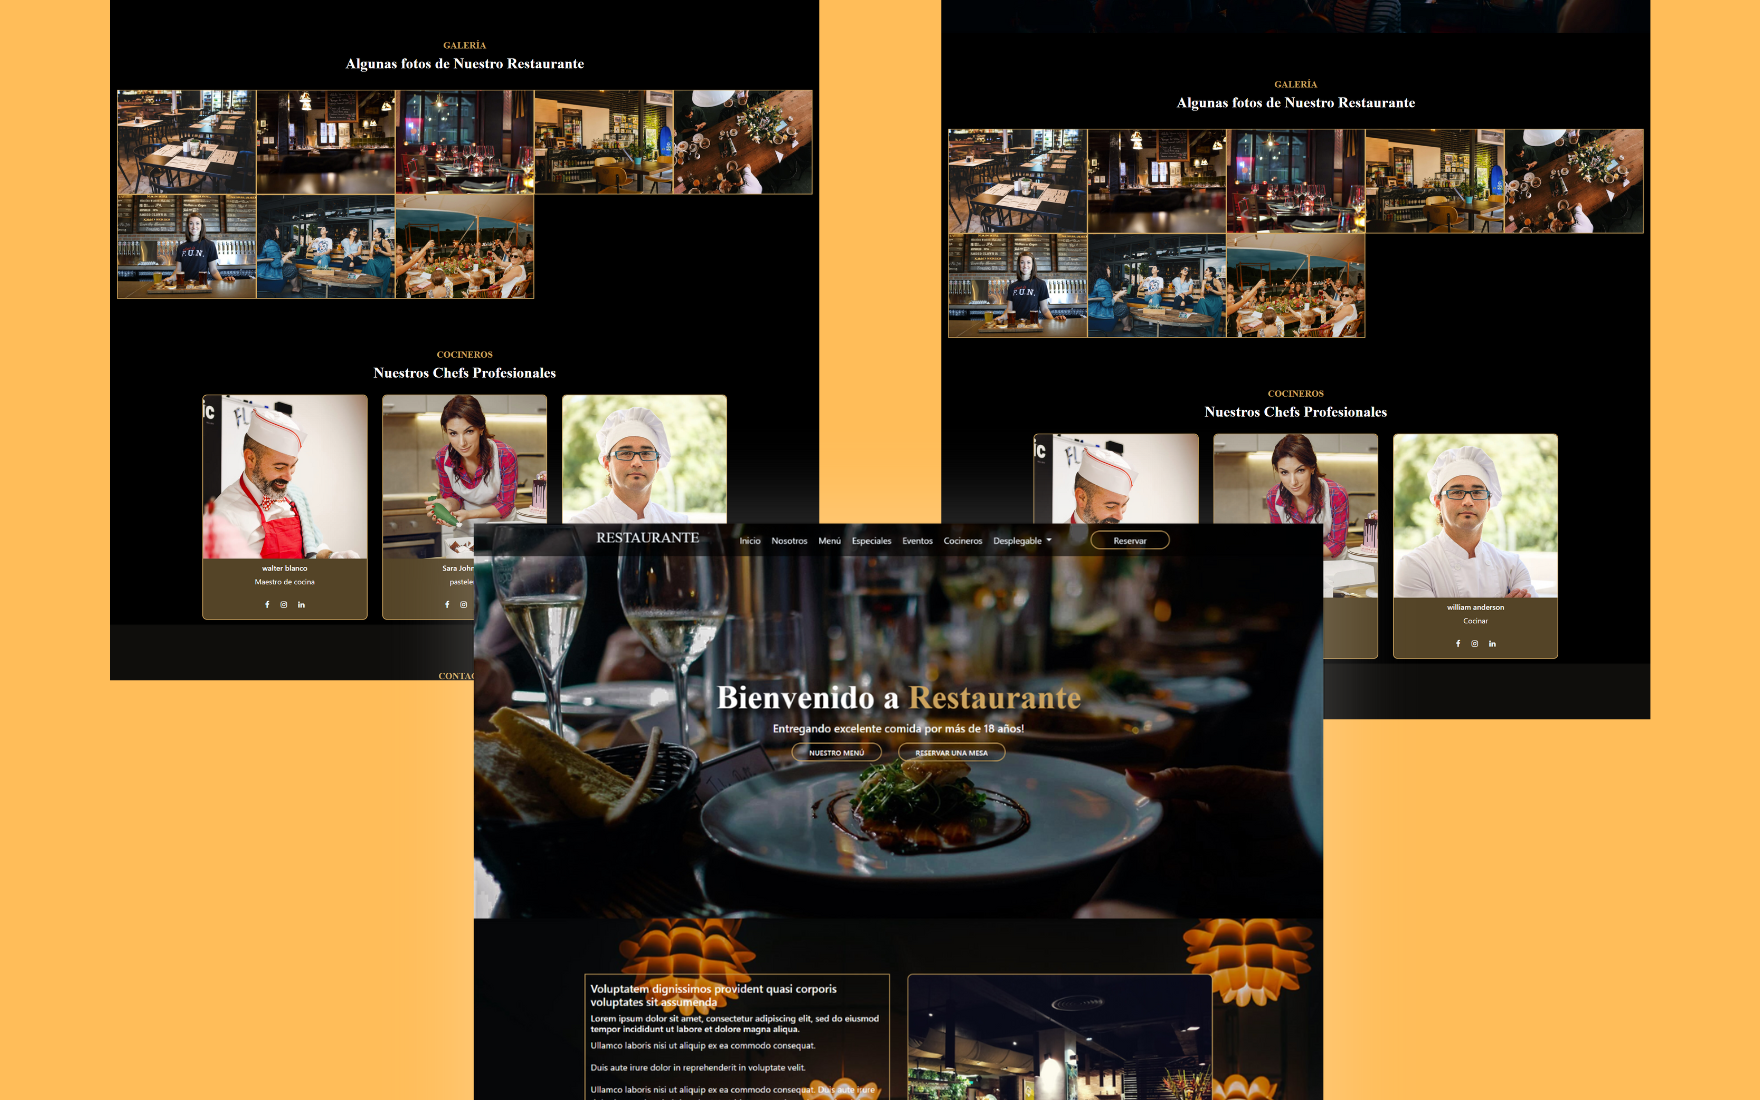 GALERÍA
Algunas fotos de Nuestro Restaurante
F.U.N.
COCINEROS
Nuestros Chefs Profesionales
walter blanco
Maestro de cocina
Sara John
pastele
CONTAC
GALERÍA
Algunas fotos de Nuestro Restaurante
F.U.N.
COCINEROS
Nuestros Chefs Profesionales
william anderson
Cocinar
RESTAURANTE
Inicio Nosotros Menú Especiales Eventos Cocineros Desplegable
Reservar
Bienvenido a Restaurante
Entregando excelente comida por más de 18 años!
NUESTRO MENÚ
RESERVAR UNA MESA
Voluptatem dignissimos provident quasi corporis
voluptates sit assumenda
Lorem ipsum dolor sit amet, consectetur adipiscing elit, sed do eiusmod
tempor incididunt ut labore et dolore magna aliqua.
Ullamco laboris nisi ut aliquip ex ea commodo consequat.
Duis aute irure dolor in reprehenderit in voluptate velit.
Ullamco laboris nisi ut aliquip ex ea commodo consequat. Duis aute irure